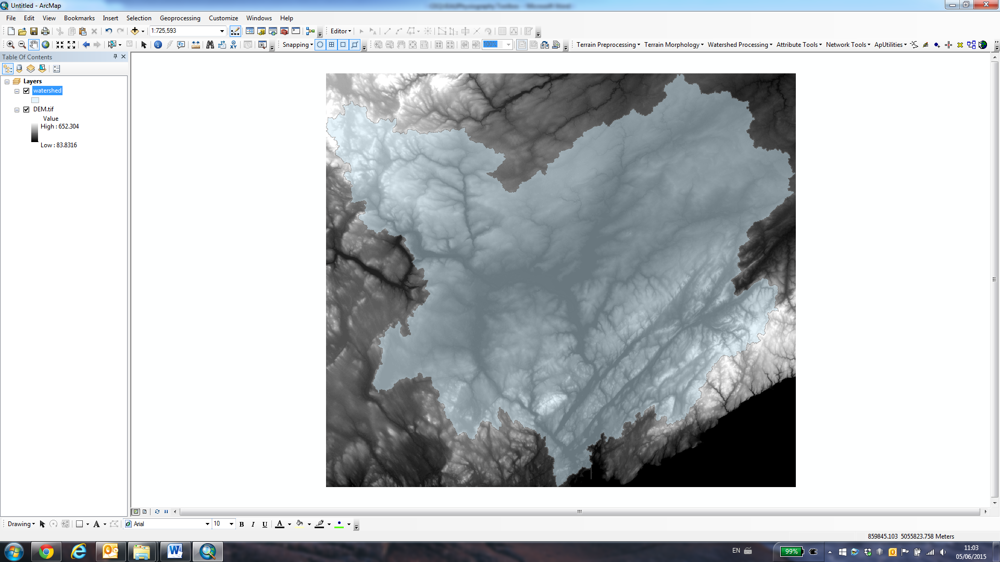 Untitled - ArcMap
File Edit View Bookmarks Insert Selection Geoprocessing Customize Windows Help
1:725,593 Editor
Snapping 100% Terrain Preprocessing Terrain Morphology Watershed Processing Attribute Tools Network Tools ApUtilities
Table Of Contents
Layers
watershed
DEM.tif
Value
High : 652.304
Low : 83.8316
Drawing A Arial 10 B I U A
859845.103 5055823.758 Meters
EN 99% 11:03
05/06/2015